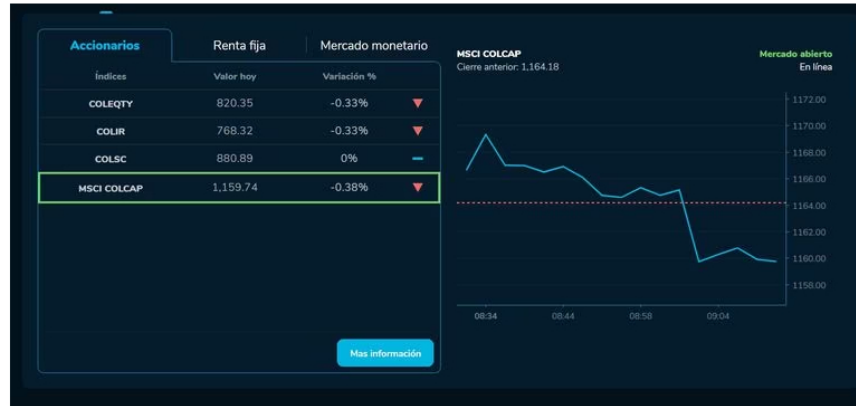 Accionarios Renta fija Mercado monetario
Índices Valor hoy Variación %
COLEQTY 820.35 -0.33%
COLIR 768.32 -0.33%
COLSC 880.89 0%
MSCI COLCAP 1,159.74 -0.38%
Mas información
MSCI COLCAP Mercado abierto
Cierre anterior: 1,164.18 En línea
1172.00
1170.00
1168.00
1166.00
1164.00
1162.00
1160.00
1158.00
08:34 08:44 08:58 09:04